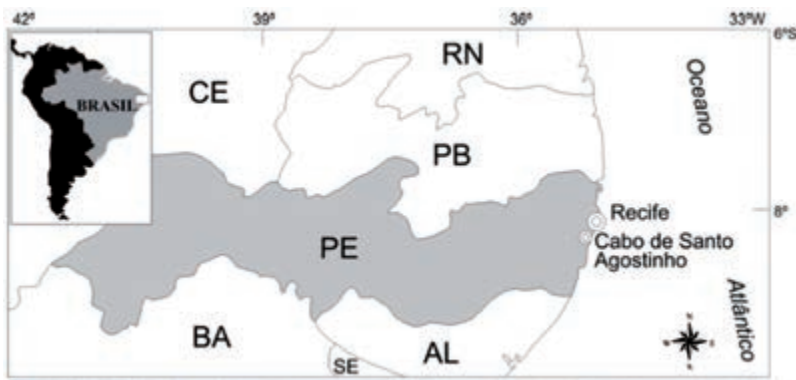 42°
39°
36°
33°W
6°S
BRASIL
CE
RN
PB
Oceano
8°
Recife
Cabo de Santo
Agostinho
PE
Atlântico
BA
SE
AL